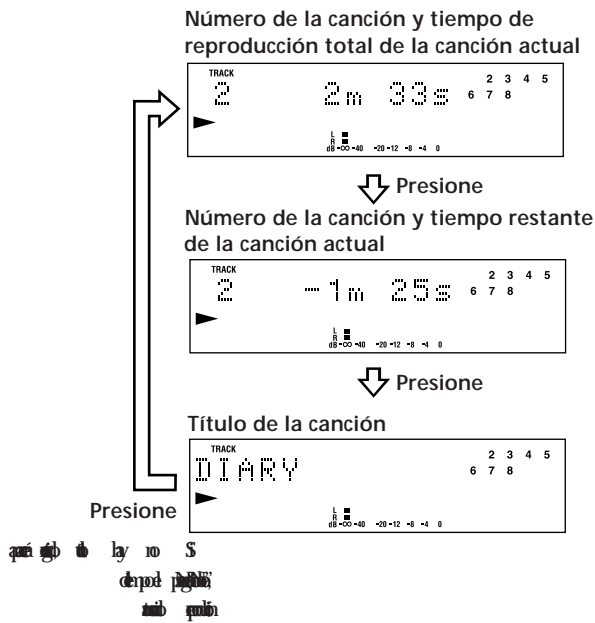 Número de la canción y tiempo de
reproducción total de la canción actual
TRACK
2 2m 33s
2 3 4 5
6 7 8
L
R
dB -∞ -40 -20 -12 -8 -4 0
Presione
Número de la canción y tiempo restante
de la canción actual
TRACK
2 -1m 25s
2 3 4 5
6 7 8
L
R
dB -∞ -40 -20 -12 -8 -4 0
Presione
Título de la canción
TRACK
DIARY
2 3 4 5
6 7 8
L
R
dB -∞ -40 -20 -12 -8 -4 0
Presione
hay no Si